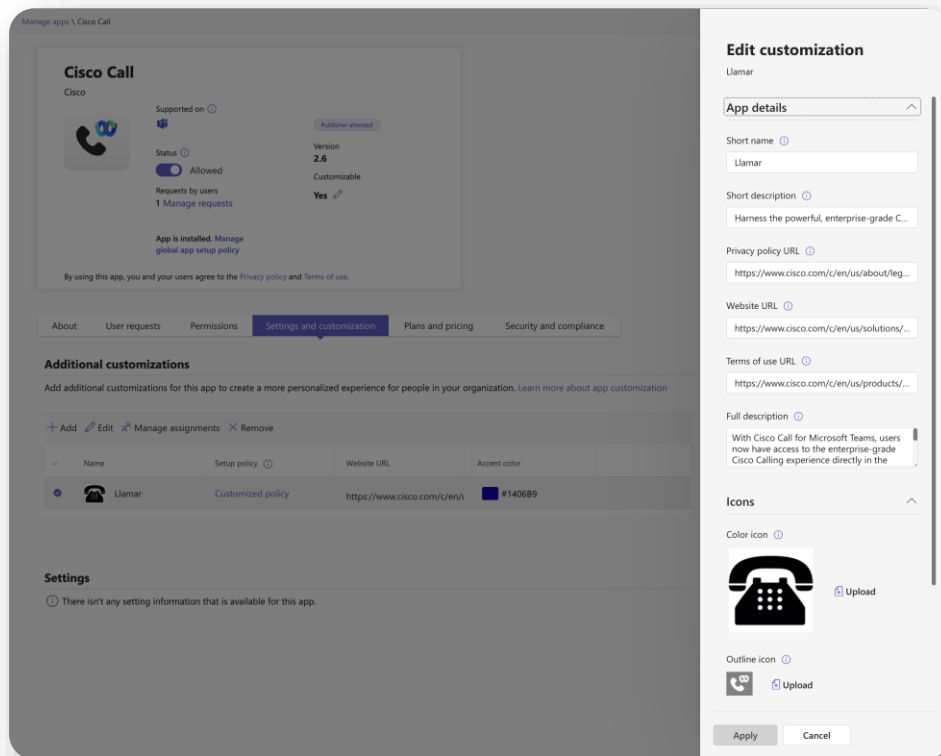 Manage apps \ Cisco Call
Cisco Call
Cisco
Supported on
Status
Allowed
Requests by users
1 Manage requests
App is installed. Manage
global app setup policy
Publisher attested
Version
2.6
Customizable
Yes
By using this app, you and your users agree to the Privacy policy and Terms of use.
About User requests Permissions Settings and customization Plans and pricing Security and compliance
Additional customizations
Add additional customizations for this app to create a more personalized experience for people in your organization. Learn more about app customization
Add Edit Manage assignments Remove
Name Setup policy Website URL Accent color
Llamar Customized policy https://www.cisco.com/c/en/ #1406B9
Settings
There isn't any setting information that is available for this app.
Edit customization
Llamar
App details
Short name
Llamar
Short description
Harness the powerful, enterprise-grade C...
Privacy policy URL
https://www.cisco.com/c/en/us/about/leg...
Website URL
https://www.cisco.com/c/en/us/solutions/...
Terms of use URL
https://www.cisco.com/c/en/us/products/...
Full description
With Cisco Call for Microsoft Teams, users
now have access to the enterprise-grade
Cisco Calling experience directly in the
Icons
Color icon
Upload
Outline icon
Upload
Apply Cancel